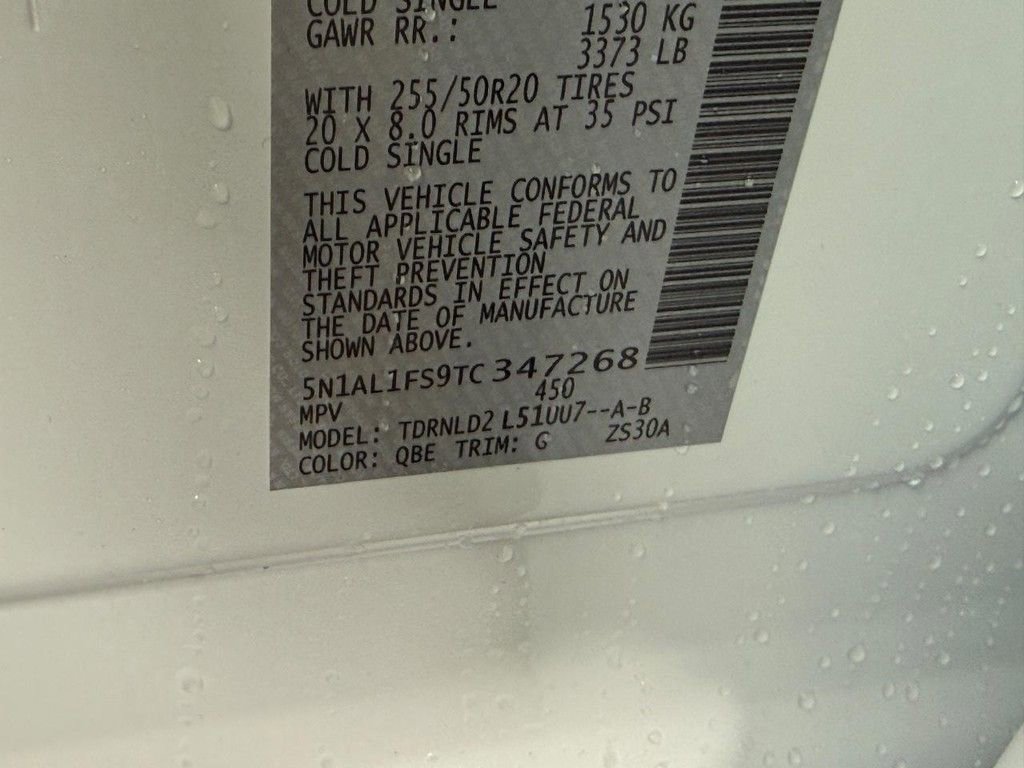 COLD SINGLE
GAWR RR.: 1530 KG
3373 LB
WITH 255/50R20 TIRES
20 X 8.0 RIMS AT 35 PSI
COLD SINGLE
THIS VEHICLE CONFORMS TO
ALL APPLICABLE FEDERAL
MOTOR VEHICLE SAFETY AND
THEFT PREVENTION
STANDARDS IN EFFECT ON
THE DATE OF MANUFACTURE
SHOWN ABOVE.
5N1AL1FS9TC 347268
MPV 450
MODEL: TDRNLD2 L51UU7--A-B
COLOR: QBE TRIM: G ZS30A